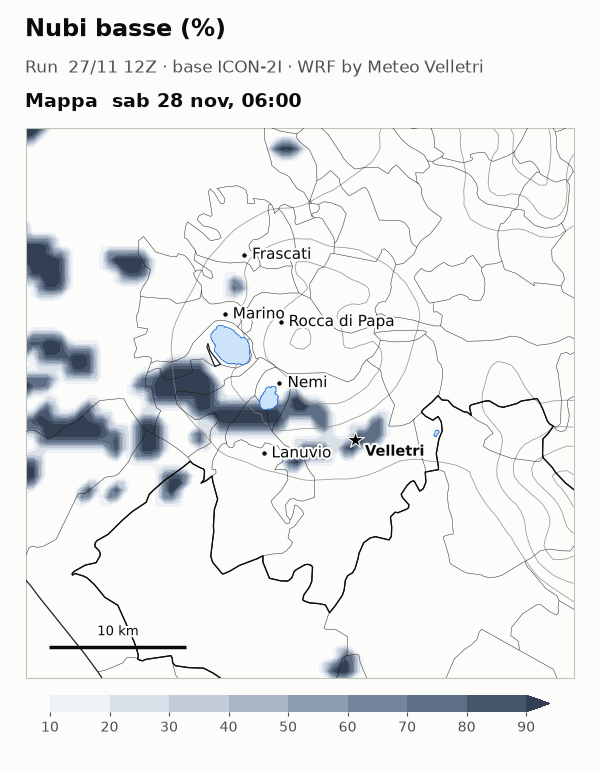 Nubi basse (%)
Run  27/11 12Z · base ICON-2I · WRF by Meteo Velletri
Mappa  sab 28 nov, 06:00
Frascati
Marino
Rocca di Papa
Nemi
Velletri
Lanuvio
10 km
10 20 30 40 50 60 70 80 90